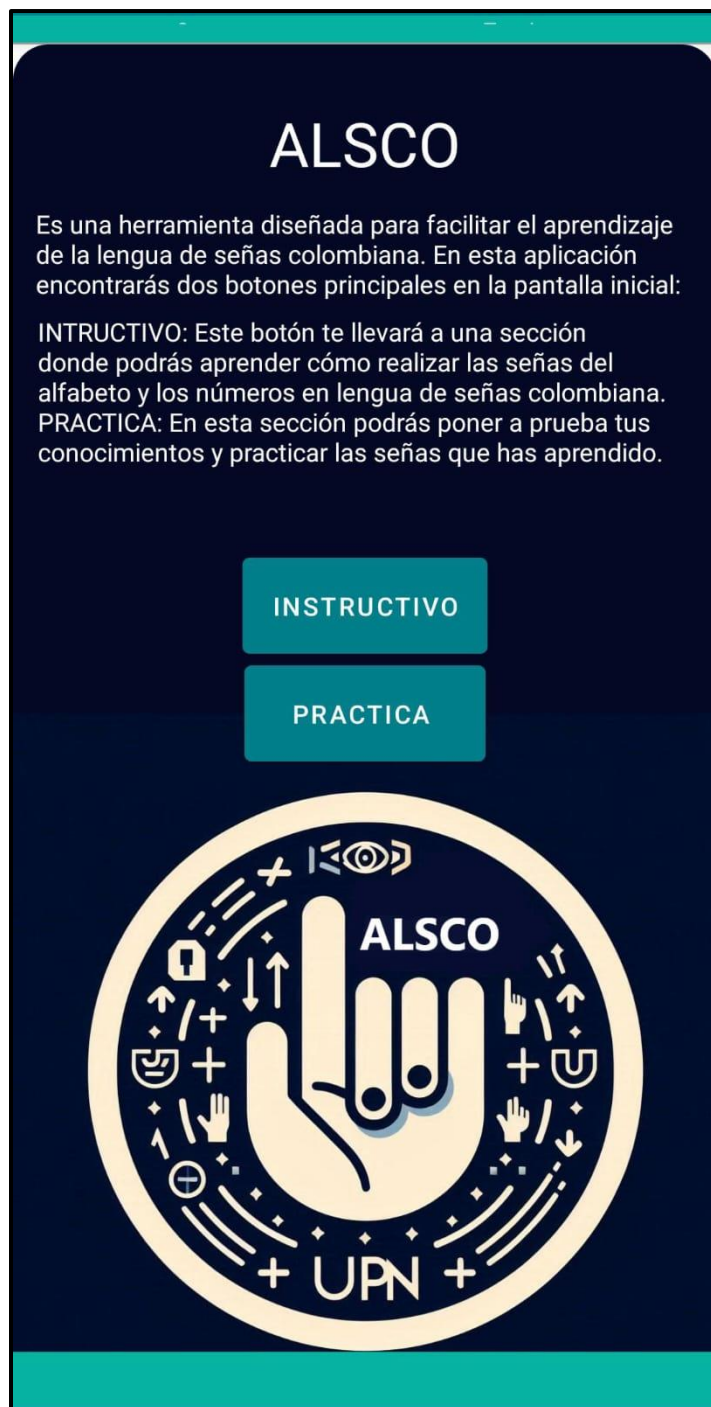 ALSCO
Es una herramienta diseñada para facilitar el aprendizaje
de la lengua de señas colombiana. En esta aplicación
encontrarás dos botones principales en la pantalla inicial:
INTRUCTIVO: Este botón te llevará a una sección
donde podrás aprender cómo realizar las señas del
alfabeto y los números en lengua de señas colombiana.
PRACTICA: En esta sección podrás poner a prueba tus
conocimientos y practicar las señas que has aprendido.
INSTRUCTIVO
PRACTICA
ALSCO
UPN